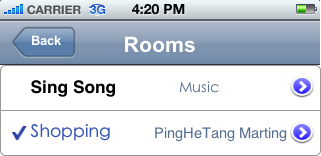 CARRIER 3G 4:20 PM
Back Rooms
Sing Song Music
Shopping PingHeTang Marting